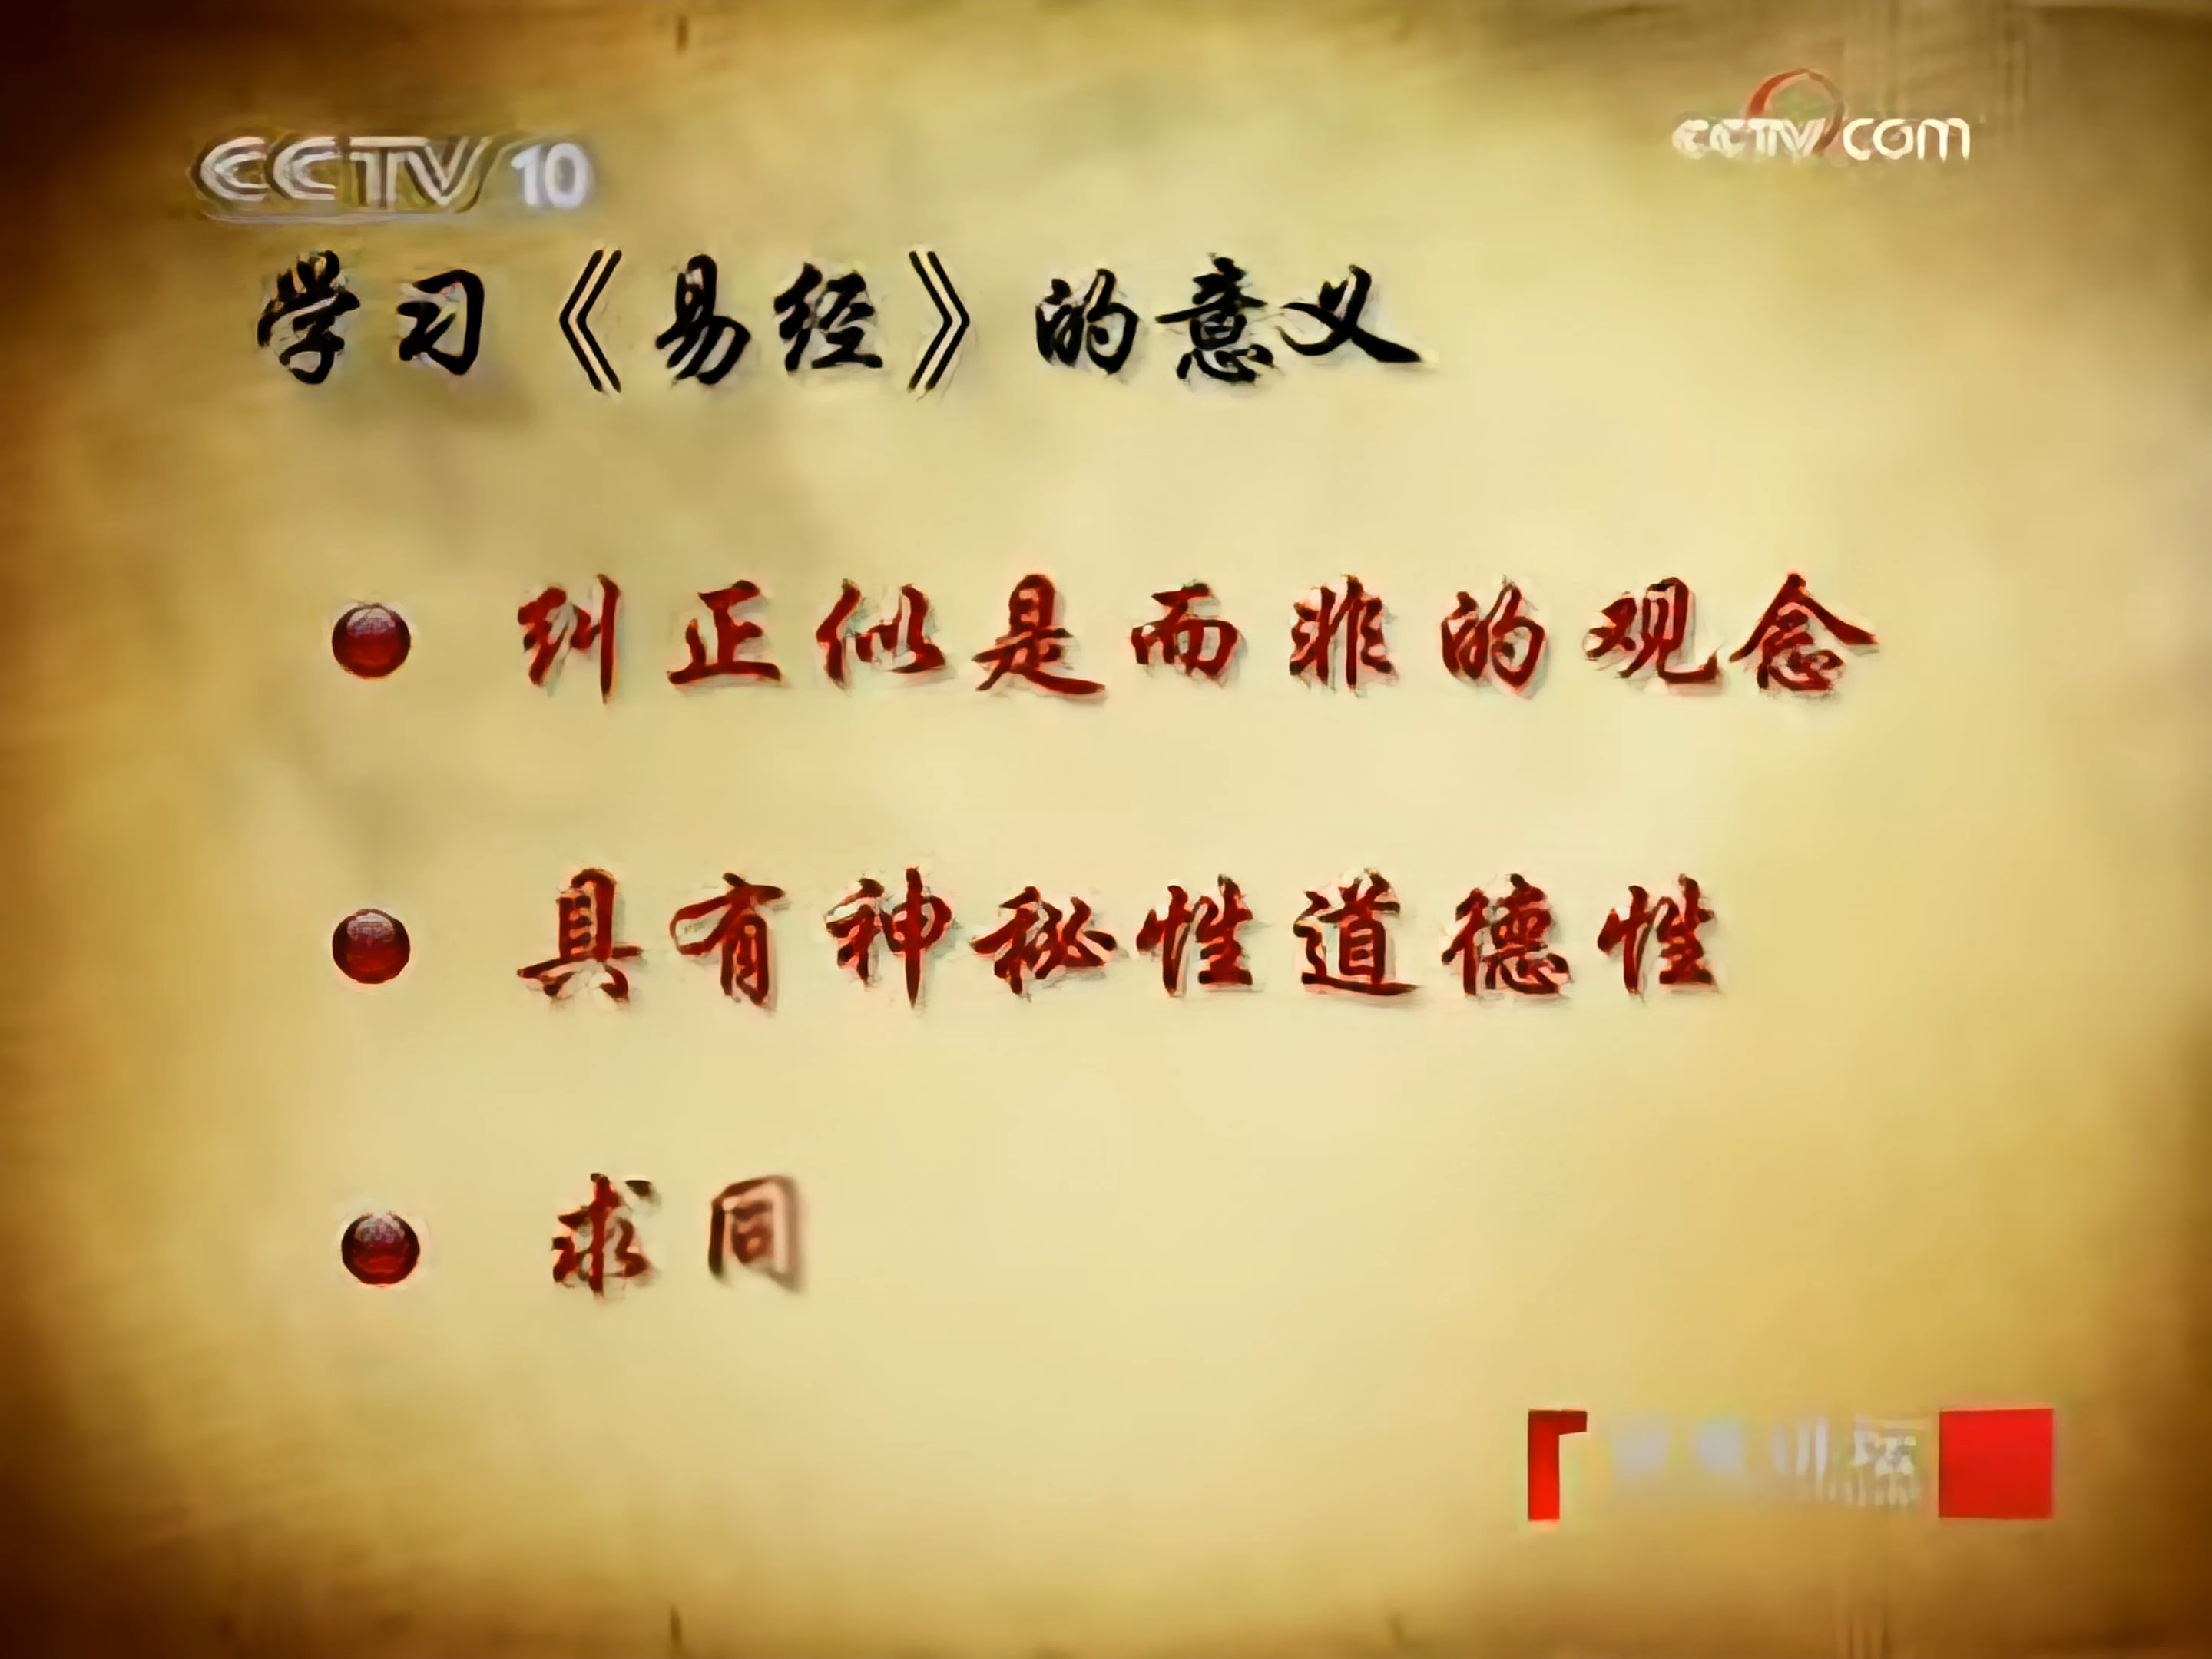 CCTV 10
CCTV.com
学习《易经》的意义
纠正似是而非的观念
具有神秘性道德性
求同